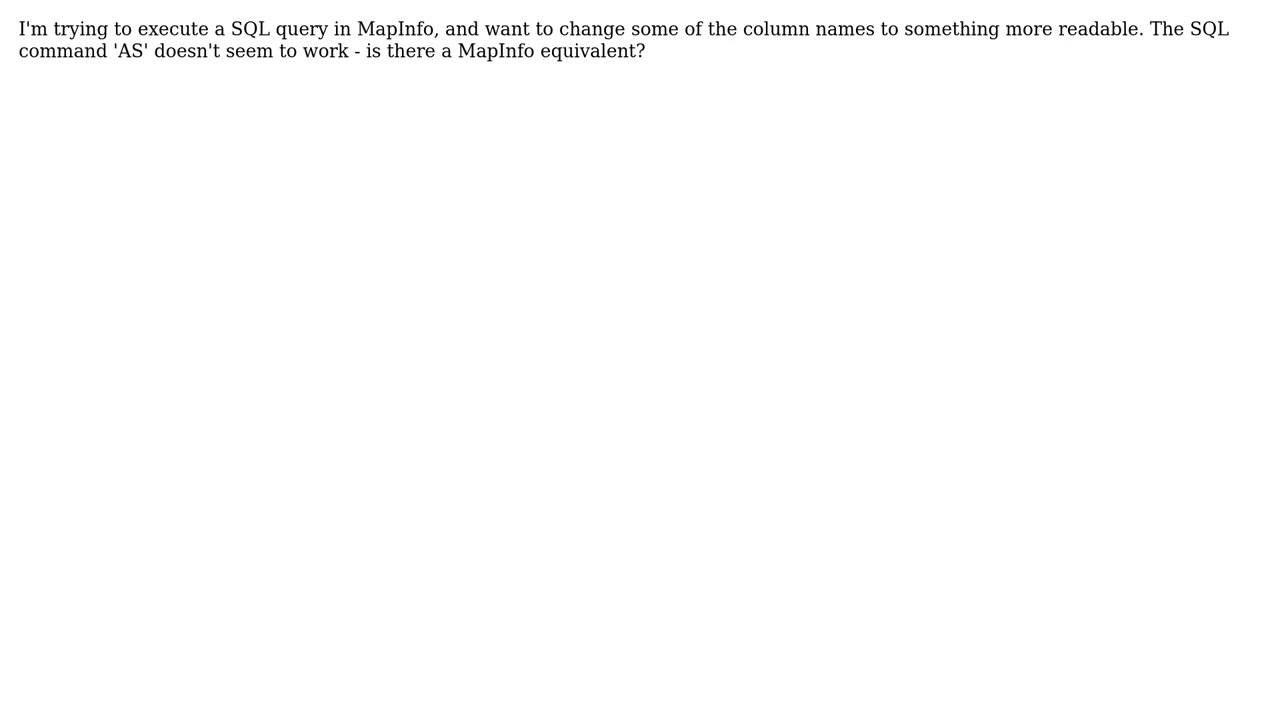 I'm trying to execute a SQL query in MapInfo, and want to change some of the column names to something more readable. The SQL
command 'AS' doesn't seem to work - is there a MapInfo equivalent?